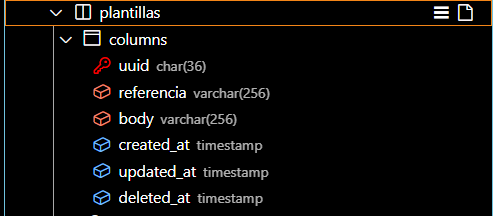 plantillas
columns
uuid char(36)
referencia varchar(256)
body varchar(256)
created_at timestamp
updated_at timestamp
deleted_at timestamp